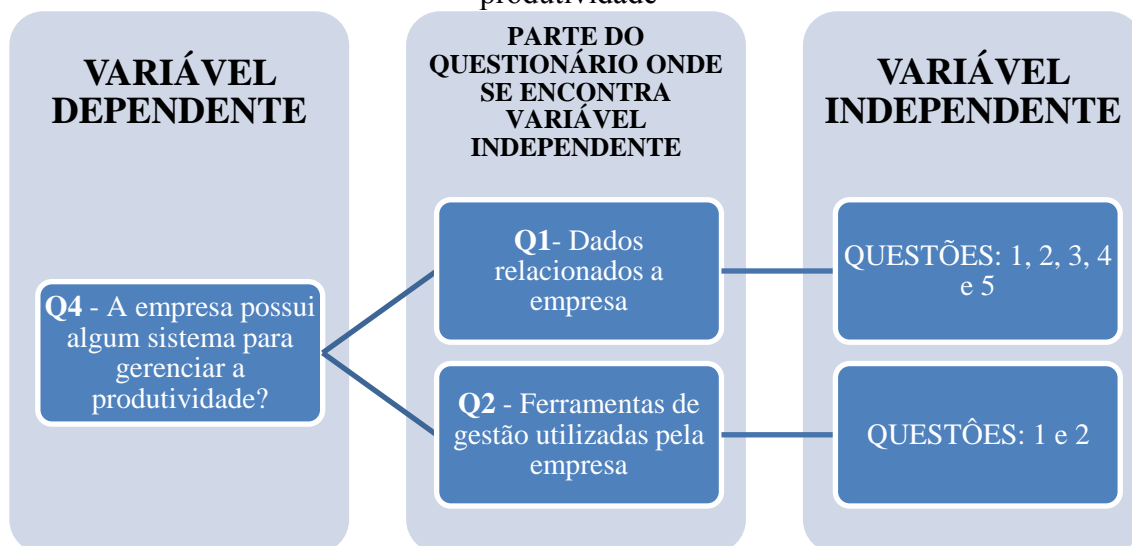 produtividade
VARIÁVEL
DEPENDENTE
Q4 - A empresa possui
algum sistema para
gerenciar a
produtividade?
PARTE DO
QUESTIONÁRIO ONDE
SE ENCONTRA
VARIÁVEL
INDEPENDENTE
Q1- Dados
relacionados a
empresa
Q2 - Ferramentas de
gestão utilizadas pela
empresa
VARIÁVEL
INDEPENDENTE
QUESTÕES: 1, 2, 3, 4
e 5
QUESTÔES: 1 e 2